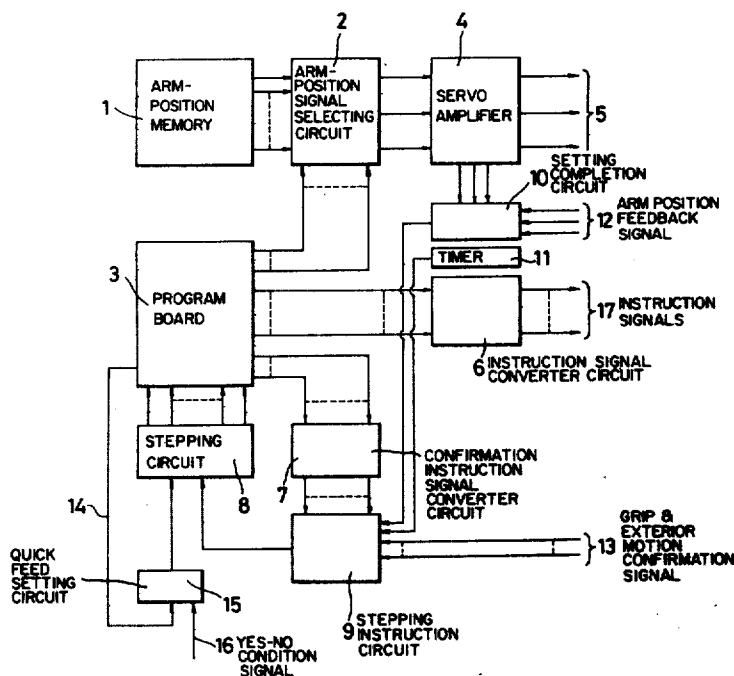 1
ARM-
POSITION
MEMORY
2
ARM-
POSITION
SIGNAL
SELECTING
CIRCUIT
4
SERVO
AMPLIFIER
5
SETTING
COMPLETION
CIRCUIT
10
12
ARM POSITION
FEEDBACK
SIGNAL
TIMER
11
3
PROGRAM
BOARD
17
INSTRUCTION
SIGNALS
6
INSTRUCTION SIGNAL
CONVERTER CIRCUIT
STEPPING
CIRCUIT
8
7
CONFIRMATION
INSTRUCTION
SIGNAL
CONVERTER
CIRCUIT
14
13
GRIP &
EXTERIOR
MOTION
CONFIRMATION
SIGNAL
QUICK
FEED
SETTING
CIRCUIT
15
9
STEPPING
INSTRUCTION
CIRCUIT
16
YES-NO
CONDITION
SIGNAL